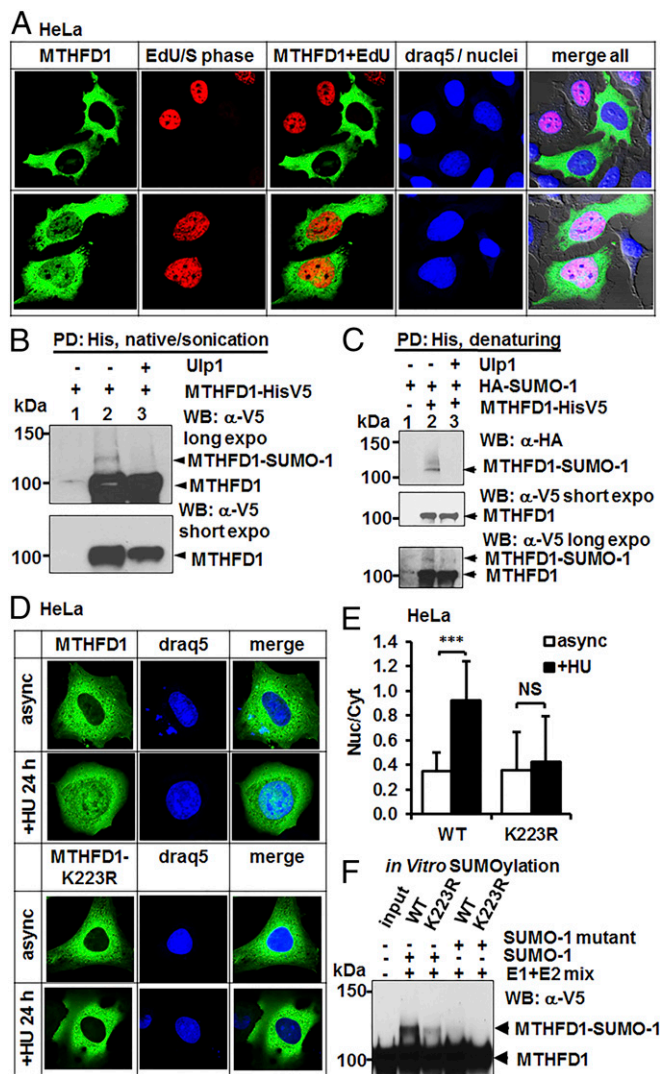 A HeLa
MTHFD1 EdU/S phase MTHFD1+EdU draq5 / nuclei merge all
B
PD: His, native/sonication
- - + Ulp1
- + + MTHFD1-HisV5
kDa 1 2 3 WB: α-V5
long expo
150
MTHFD1-SUMO-1
100 MTHFD1
WB: α-V5
short expo
100 MTHFD1
C
PD: His, denaturing
- - + Ulp1
+ + + HA-SUMO-1
- + + MTHFD1-HisV5
kDa 1 2 3
150 WB: α-HA
MTHFD1-SUMO-1
100
WB: α-V5 short expo
100 MTHFD1
WB: α-V5 long expo
MTHFD1-SUMO-1
100 MTHFD1
D HeLa
MTHFD1 draq5 merge
async
+HU 24 h
MTHFD1-K223R draq5 merge
async
+HU 24 h
E HeLa
async
+HU
Nuc/Cyt
1.4
1.2
1.0
0.8
0.6
0.4
0.2
0.0
***
NS
WT K223R
F in Vitro SUMOylation
input WT K223R WT K223R
- - - + + SUMO-1 mutant
- + + - - SUMO-1
- + + + + E1+E2 mix
kDa
150 WB: α-V5
MTHFD1-SUMO-1
100 MTHFD1